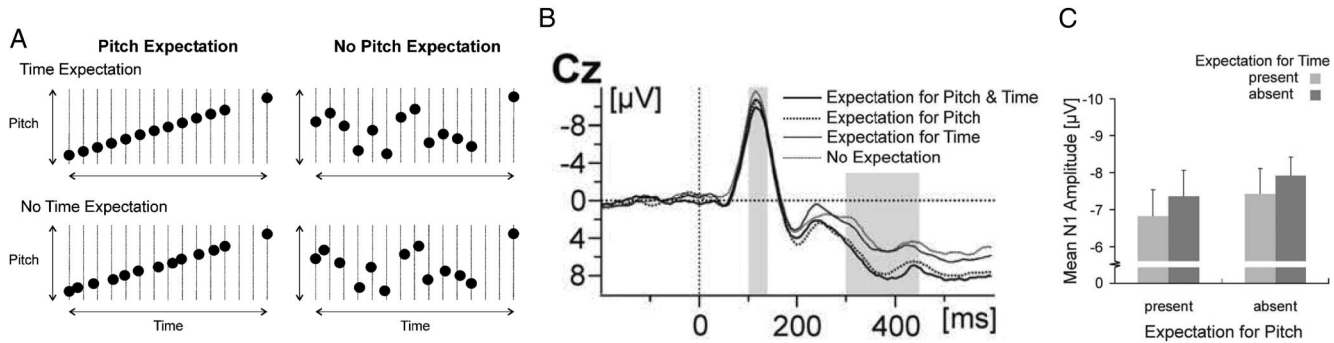 A
Pitch Expectation
No Pitch Expectation
Time Expectation
Pitch
No Time Expectation
Pitch
Time
Time
B
Cz
[µV]
-8
-4
0
4
8
0
200
400
[ms]
Expectation for Pitch & Time
Expectation for Pitch
Expectation for Time
No Expectation
C
Expectation for Time
present
absent
Mean N1 Amplitude [µV]
-10
-9
-8
-7
-6
0
present
absent
Expectation for Pitch